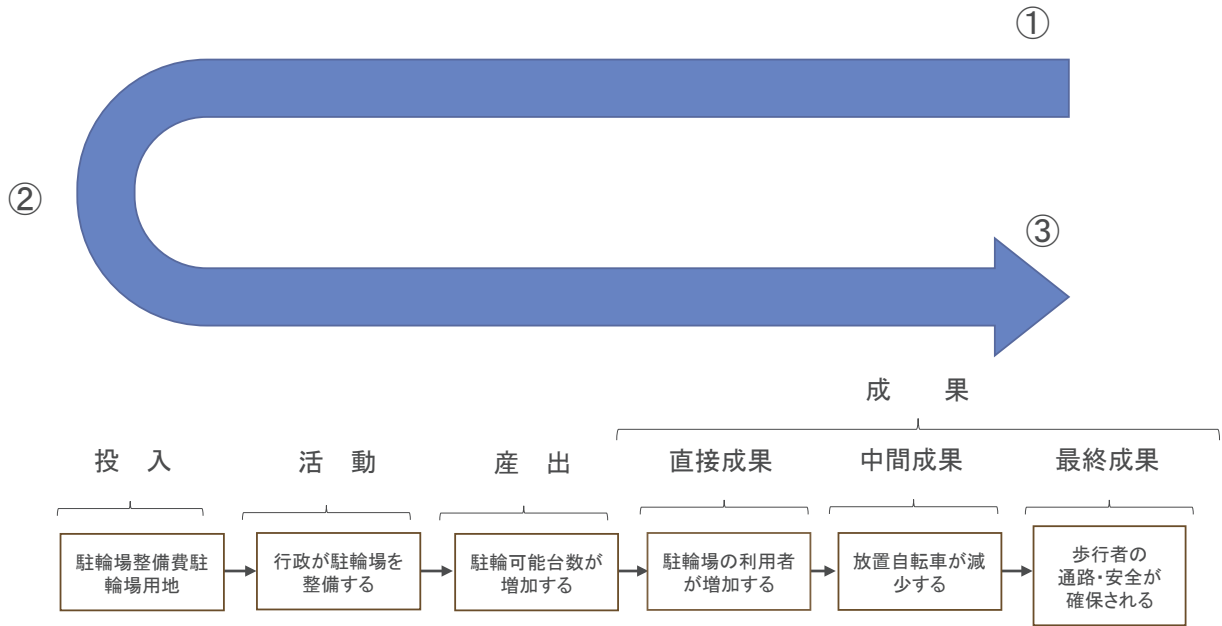 ①
②
③
成 果
投 入
活 動
産 出
直接成果
中間成果
最終成果
駐輪場整備費駐
輪場用地
行政が駐輪場を
整備する
駐輪可能台数が
増加する
駐輪場の利用者
が増加する
放置自転車が減
少する
歩行者の
通路・安全が
確保される